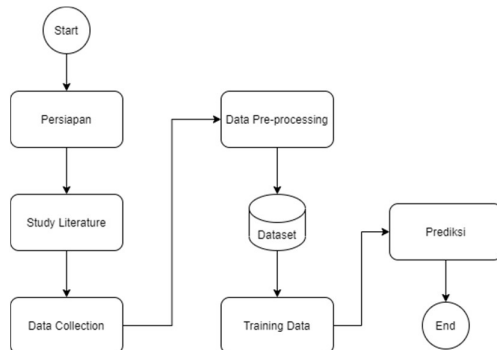 Start
Persiapan
Study Literature
Data Collection
Data Pre-processing
Dataset
Training Data
Prediksi
End